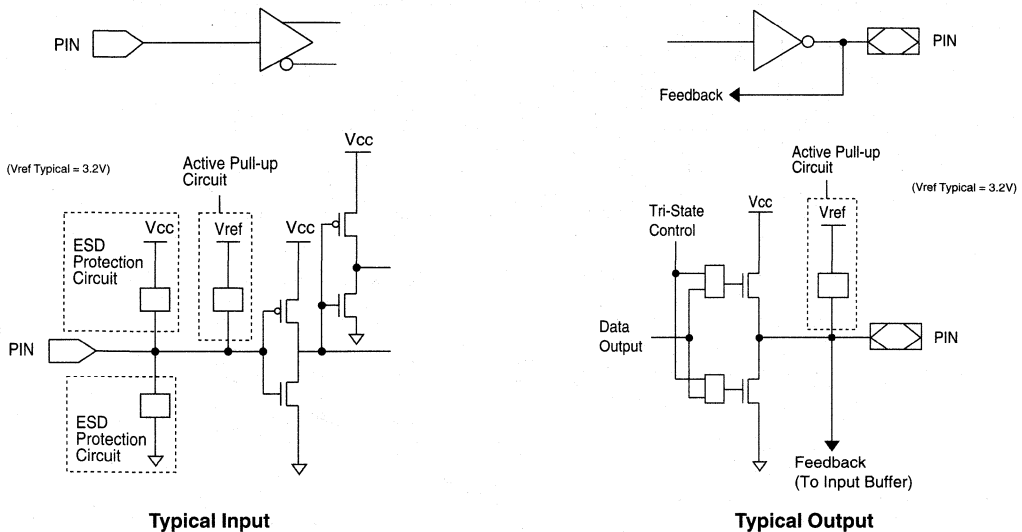 PIN
PIN
Feedback
Vcc
(Vref Typical = 3.2V)
Active Pull-up
Circuit
Vcc
Vref
Vcc
ESD
Protection
Circuit
PIN
ESD
Protection
Circuit
Typical Input
Active Pull-up
Circuit
(Vref Typical = 3.2V)
Tri-State
Control
Vcc
Vref
Data
Output
PIN
Feedback
(To Input Buffer)
Typical Output